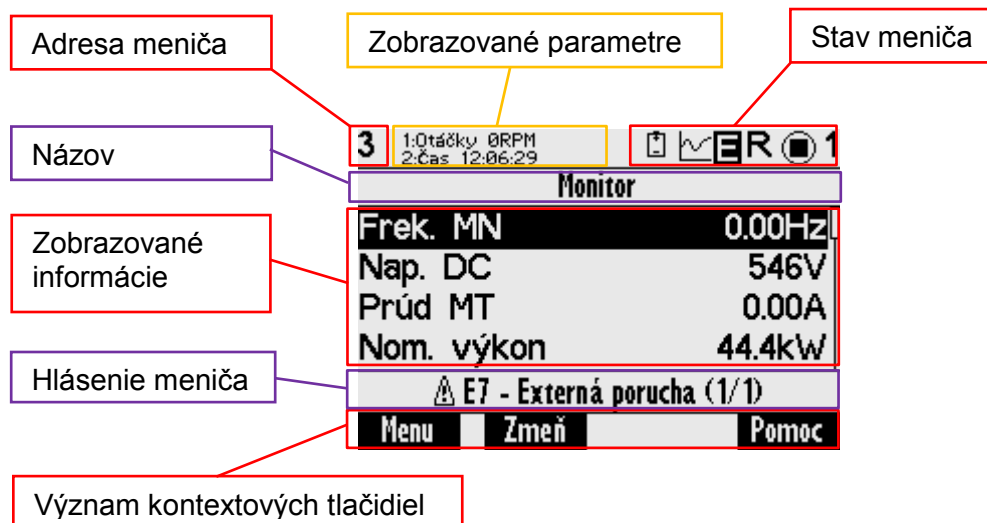 Adresa meniča
Zobrazované parametre
Stav meniča
3
1:Otáčky 0RPM
2:Čas 12:06:29
E R 1
Názov
Monitor
Zobrazované
informácie
Frek. MN 0.00Hz
Nap. DC 546V
Prúd MT 0.00A
Nom. výkon 44.4kW
Hlásenie meniča
E7 - Externá porucha (1/1)
Menu Zmeň Pomoc
Význam kontextových tlačidiel